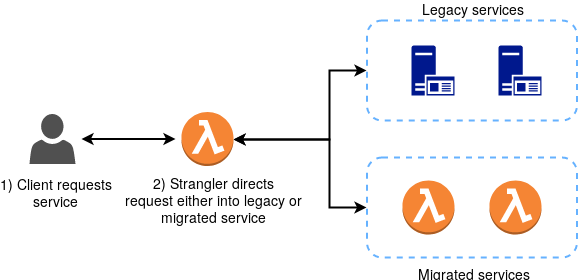 Legacy services
1) Client requests
service
2) Strangler directs
request either into legacy or
migrated service
Migrated services